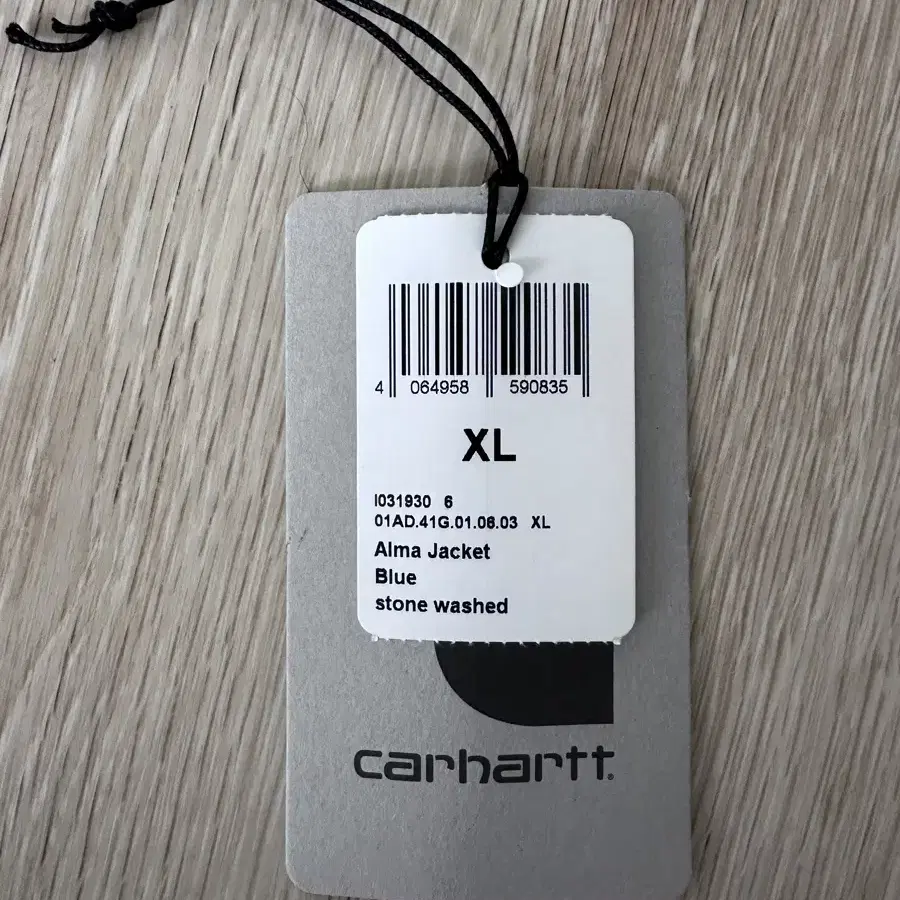 4 064958 590835
XL
I031930 6
01AD.41G.01.06.03 XL
Alma Jacket
Blue
stone washed
carhartt®